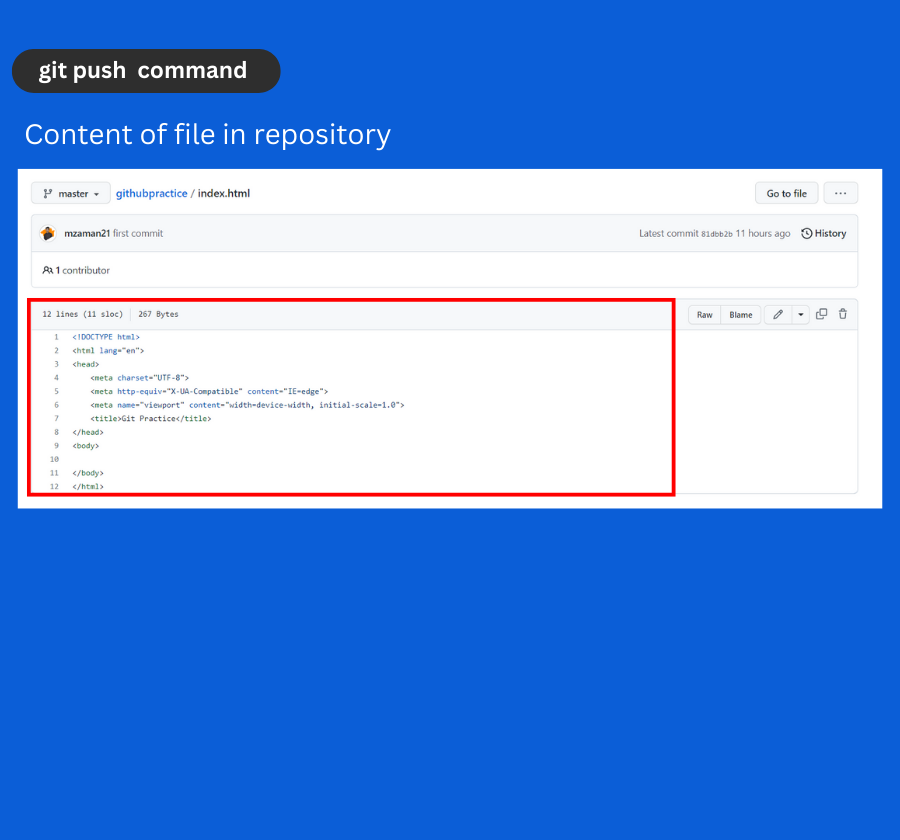 git push  command
Content of file in repository
master githubpractice / index.html Go to file ...
mzaman21 first commit Latest commit 81dbb2b 11 hours ago History
1 contributor
12 lines (11 sloc) 267 Bytes Raw Blame
1 <!DOCTYPE html>
2 <html lang="en">
3 <head>
4     <meta charset="UTF-8">
5     <meta http-equiv="X-UA-Compatible" content="IE=edge">
6     <meta name="viewport" content="width=device-width, initial-scale=1.0">
7     <title>Git Practice</title>
8 </head>
9 <body>
10
11 </body>
12 </html>